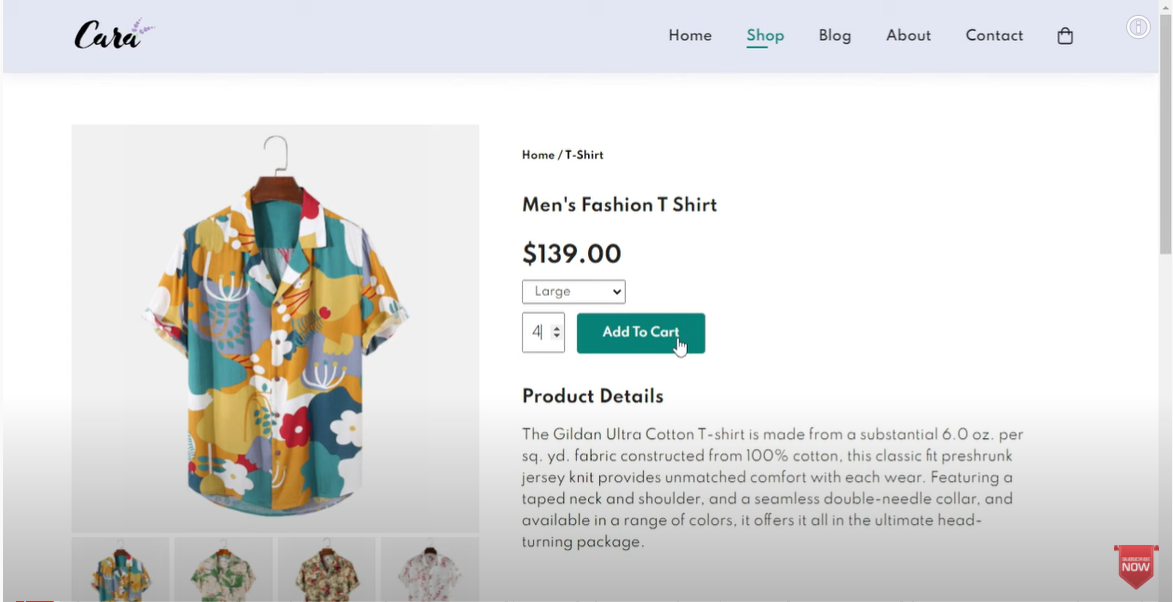 Cara
Home Shop Blog About Contact
Home / T-Shirt
Men's Fashion T Shirt
$139.00
Large
4
Add To Cart
Product Details
The Gildan Ultra Cotton T-shirt is made from a substantial 6.0 oz. per
sq. yd. fabric constructed from 100% cotton, this classic fit preshrunk
jersey knit provides unmatched comfort with each wear. Featuring a
taped neck and shoulder, and a seamless double-needle collar, and
available in a range of colors, it offers it all in the ultimate head-
turning package.
SUBSCRIBE
NOW